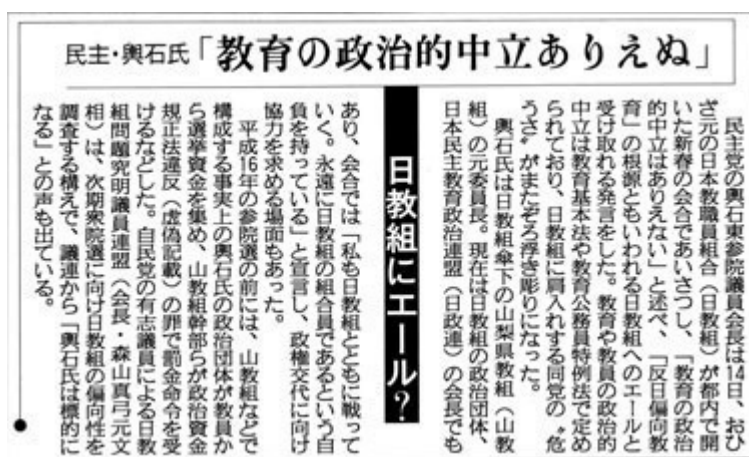 民主・輿石氏「教育の政治的中立ありえぬ」
日教組にエール?
民主党の輿石東参院議員会長は14日、おひ
ざ元の日本教職員組合(日教組)が都内で開
いた新春の会合であいさつし、「教育の政治
的中立はありえない」と述べ、「反日偏向教
育」の根源ともいわれる日教組へのエールと
受け取れる発言をした。教育や教員の政治的
中立は教育基本法や教育公務員特例法で定め
られており、日教組に肩入れする同党の〝危
うさ〟がまたぞろ浮き彫りになった。
輿石氏は日教組傘下の山梨県教組(山教
組)の元委員長。現在は日教組の政治団体、
日本民主教育政治連盟(日政連)の会長でも
あり、会合では「私も日教組とともに戦って
いく。永遠に日教組の組合員であるという自
負を持っている」と宣言し、政権交代に向け
協力を求める場面もあった。
平成16年の参院選の前には、山教組などで
構成する事実上の輿石氏の政治団体が教員か
ら選挙資金を集め、山教組幹部らが政治資金
規正法違反(虚偽記載)の罪で罰金命令を受
けるなどした。自民党の有志議員による日教
組問題究明議員連盟(会長・森山真弓元文
相)は、次期衆院選に向け日教組の偏向性を
調査する構えで、議連から「輿石氏は標的に
なる」との声も出ている。